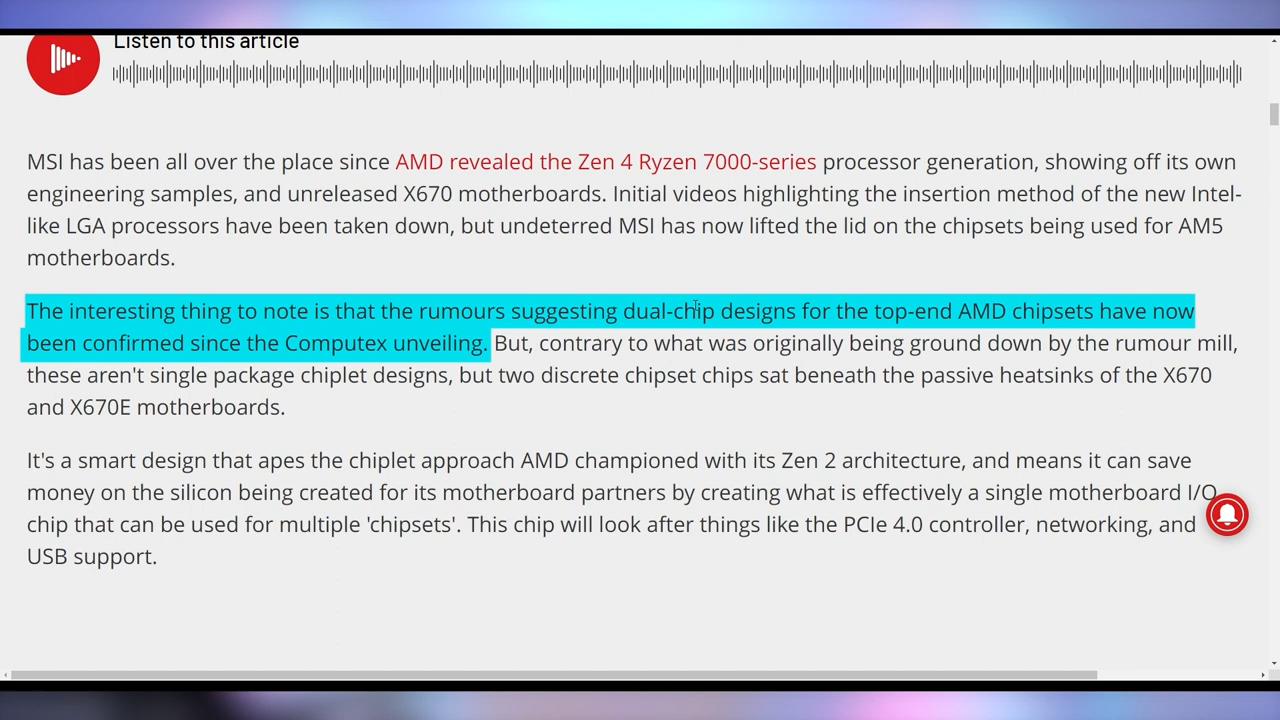 Listen to this article
MSI has been all over the place since AMD revealed the Zen 4 Ryzen 7000-series processor generation, showing off its own
engineering samples, and unreleased X670 motherboards. Initial videos highlighting the insertion method of the new Intel-
like LGA processors have been taken down, but undeterred MSI has now lifted the lid on the chipsets being used for AM5
motherboards.
The interesting thing to note is that the rumours suggesting dual-chip designs for the top-end AMD chipsets have now
been confirmed since the Computex unveiling. But, contrary to what was originally being ground down by the rumour mill,
these aren't single package chiplet designs, but two discrete chipset chips sat beneath the passive heatsinks of the X670
and X670E motherboards.
It's a smart design that apes the chiplet approach AMD championed with its Zen 2 architecture, and means it can save
money on the silicon being created for its motherboard partners by creating what is effectively a single motherboard I/O
chip that can be used for multiple 'chipsets'. This chip will look after things like the PCIe 4.0 controller, networking, and
USB support.